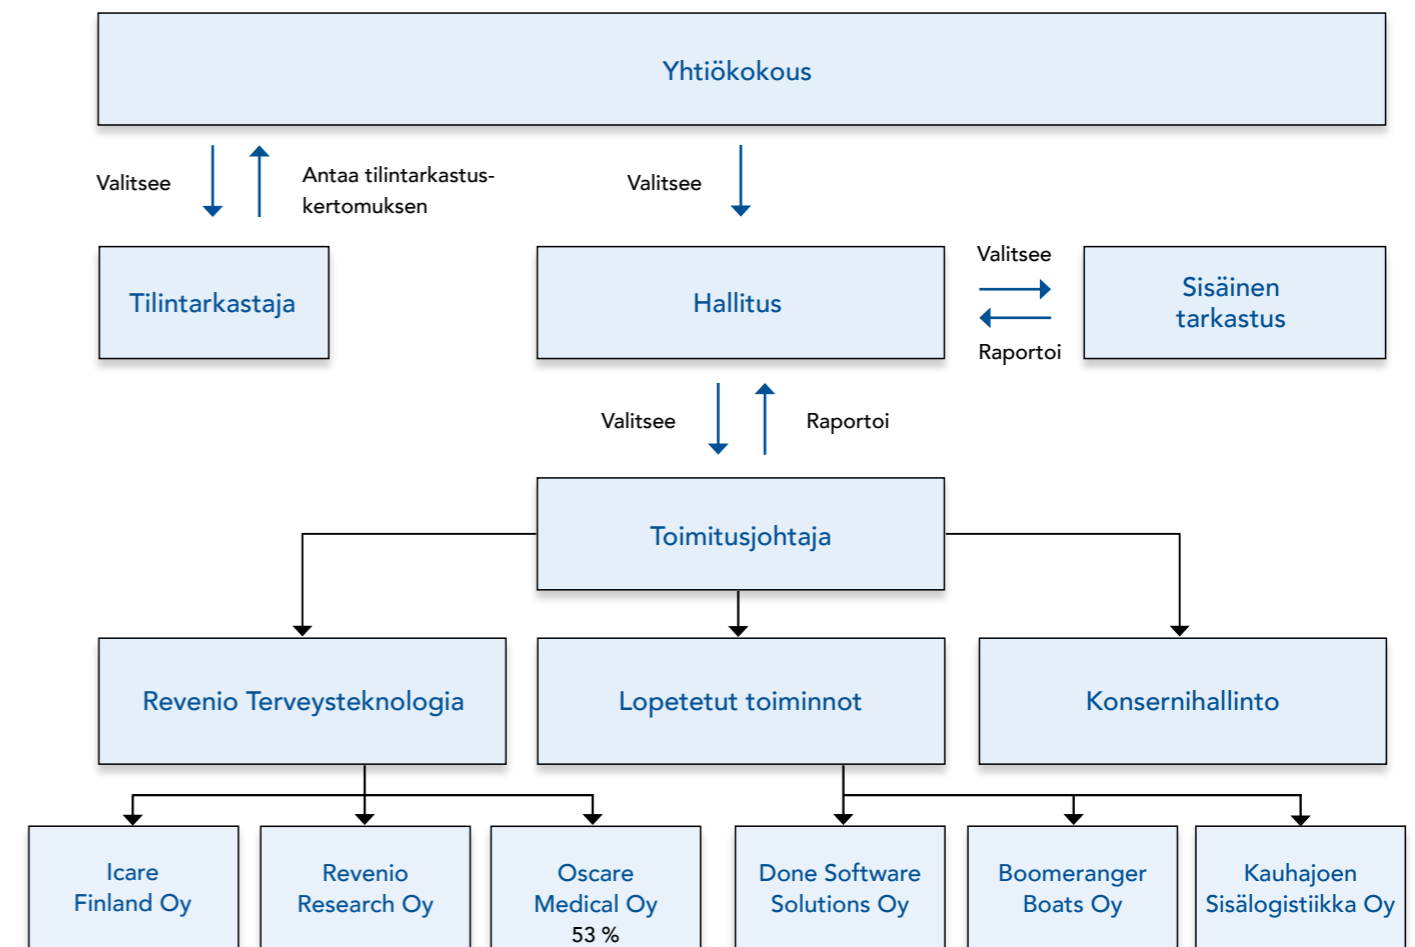 Yhtiökokous
Valitsee
Antaa tilintarkastus-
kertomuksen
Valitsee
Tilintarkastaja
Hallitus
Valitsee
Raportoi
Sisäinen
tarkastus
Valitsee
Raportoi
Toimitusjohtaja
Revenio Terveysteknologia
Lopetetut toiminnot
Konsernihallinto
Icare
Finland Oy
Revenio
Research Oy
Oscare
Medical Oy
53 %
Done Software
Solutions Oy
Boomeranger
Boats Oy
Kauhajoen
Sisälogistiikka Oy